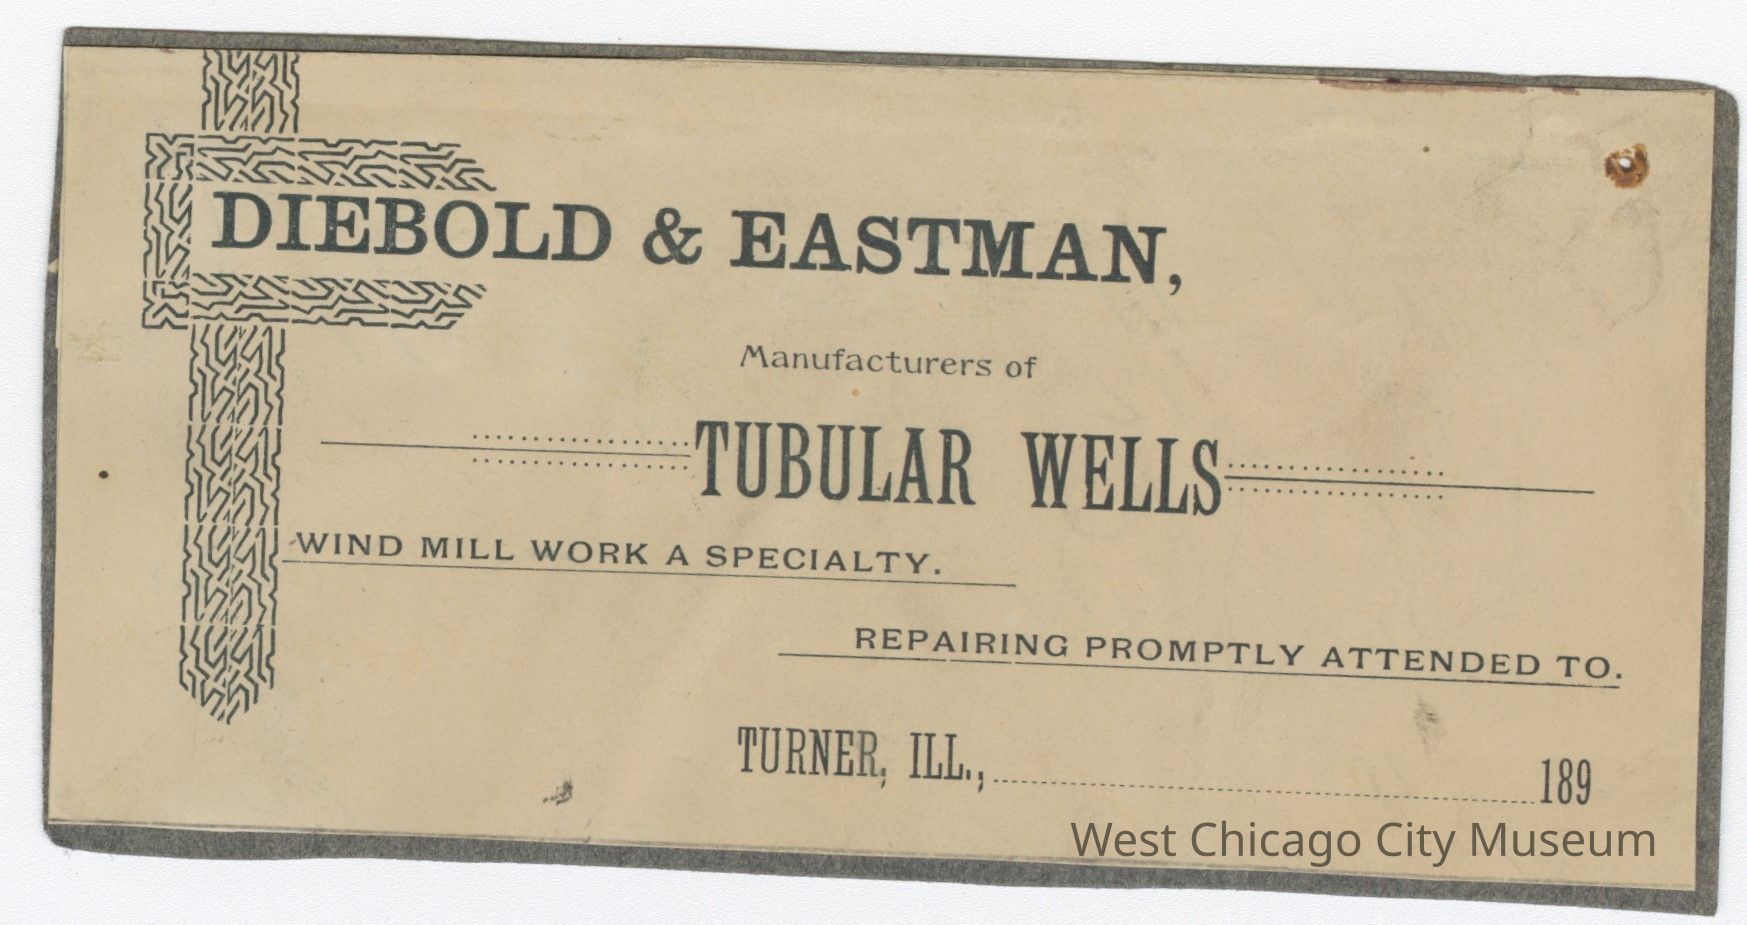 DIEBOLD & EASTMAN,
Manufacturers of
TUBULAR WELLS
WIND MILL WORK A SPECIALTY.
REPAIRING PROMPTLY ATTENDED TO.
TURNER, ILL., 189
West Chicago City Museum